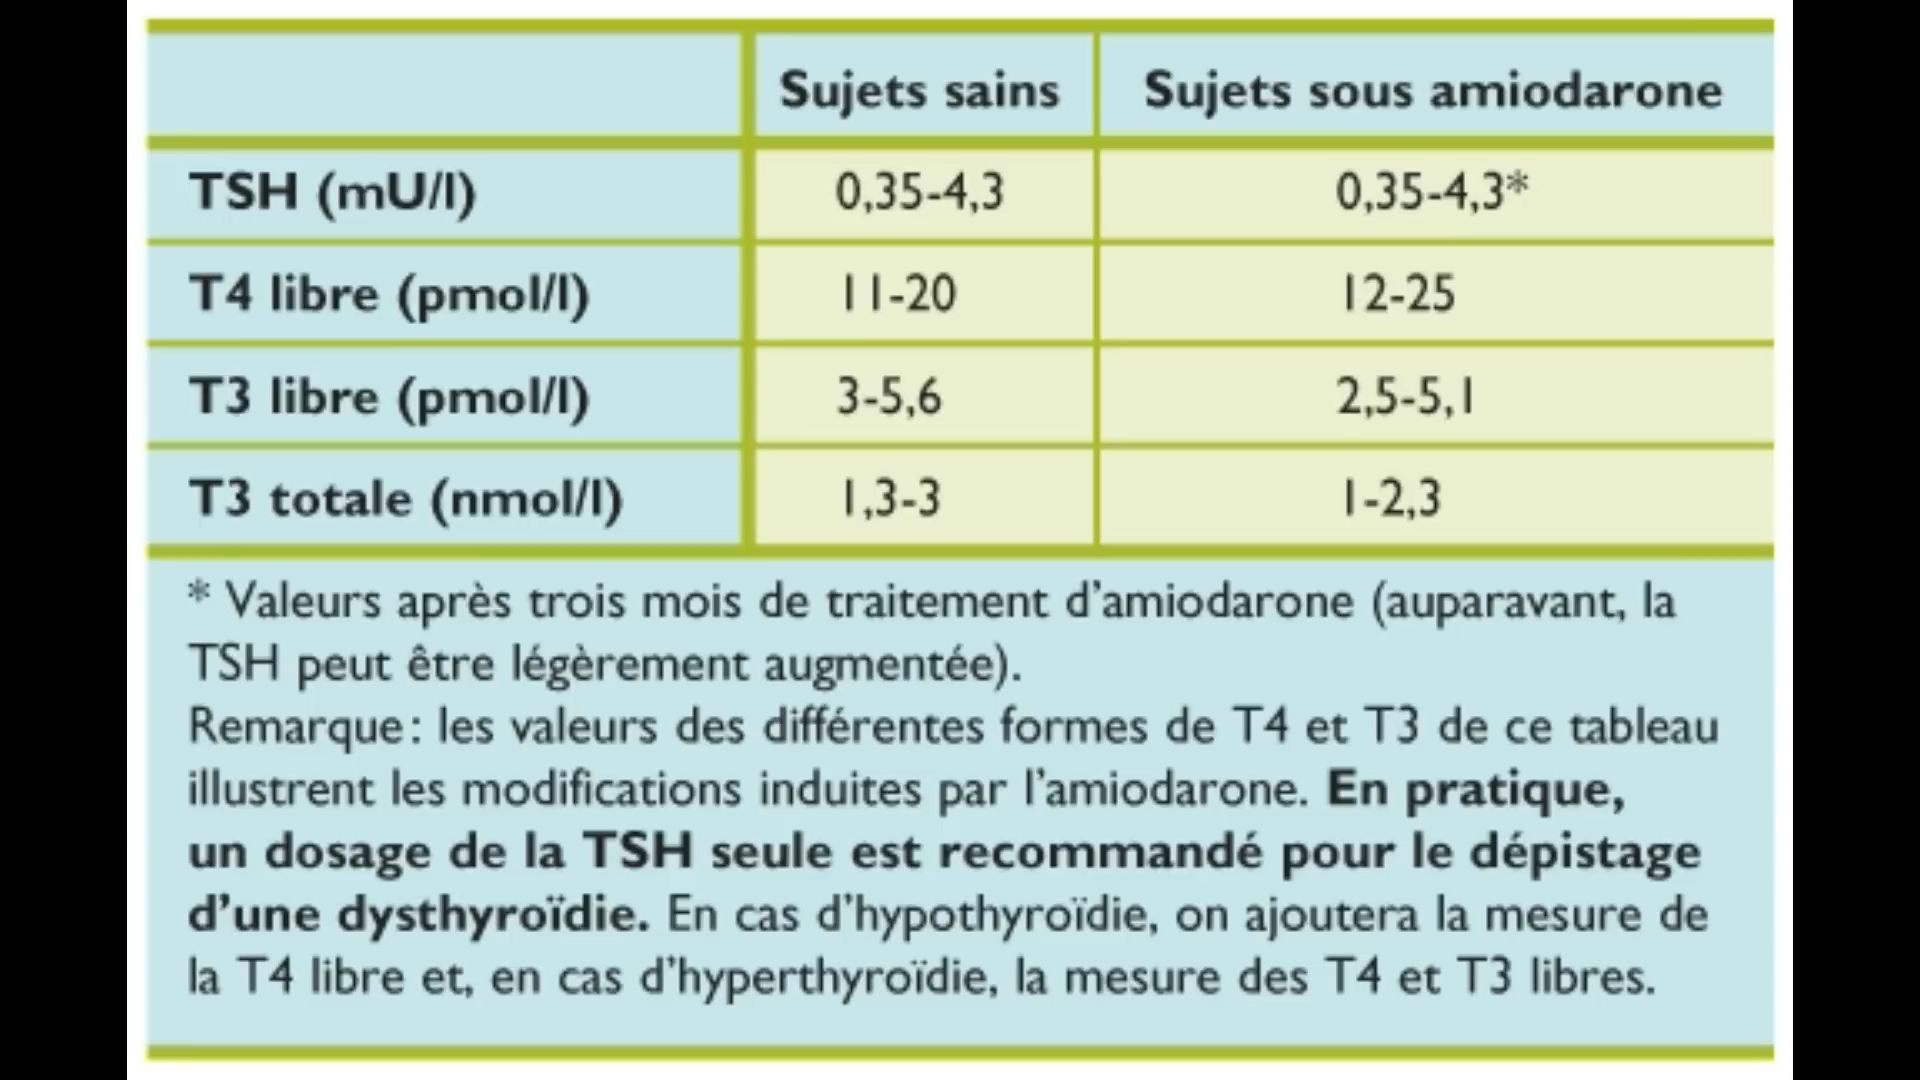 Sujets sains Sujets sous amiodarone
TSH (mU/l) 0,35-4,3 0,35-4,3*
T4 libre (pmol/l) 11-20 12-25
T3 libre (pmol/l) 3-5,6 2,5-5,1
T3 totale (nmol/l) 1,3-3 1-2,3
* Valeurs après trois mois de traitement d’amiodarone (auparavant, la
TSH peut être légèrement augmentée).
Remarque : les valeurs des différentes formes de T4 et T3 de ce tableau
illustrent les modifications induites par l’amiodarone. En pratique,
un dosage de la TSH seule est recommandé pour le dépistage
d’une dysthyroïdie. En cas d’hypothyroïdie, on ajoutera la mesure de
la T4 libre et, en cas d’hyperthyroïdie, la mesure des T4 et T3 libres.